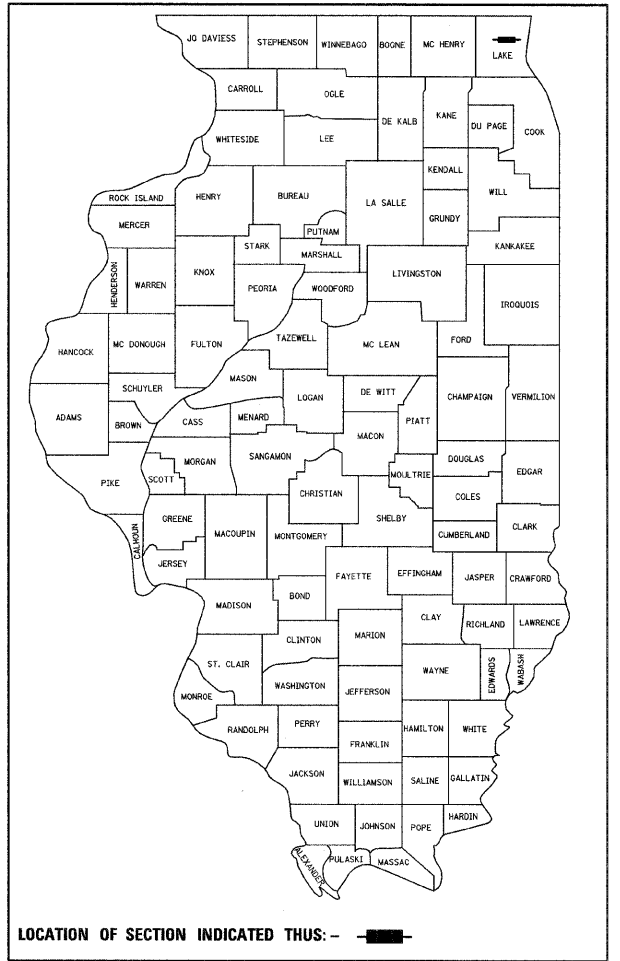 JO DAVIESS
STEPHENSON
WINNEBAGO
BOONE
MC HENRY
LAKE
CARROLL
OGLE
DE KALB
KANE
DU PAGE
COOK
WHITESIDE
LEE
KENDALL
WILL
ROCK ISLAND
HENRY
BUREAU
LA SALLE
GRUNDY
MERCER
PUTNAM
KANKAKEE
STARK
MARSHALL
HENDERSON
WARREN
KNOX
PEORIA
WOODFORD
LIVINGSTON
IROQUOIS
HANCOCK
MC DONOUGH
FULTON
TAZEWELL
MC LEAN
FORD
SCHUYLER
MASON
LOGAN
DE WITT
CHAMPAIGN
VERMILION
ADAMS
BROWN
CASS
MENARD
MACON
PIATT
PIKE
SCOTT
MORGAN
SANGAMON
CHRISTIAN
MOULTRIE
DOUGLAS
EDGAR
COLES
CALHOUN
GREENE
MACOUPIN
MONTGOMERY
SHELBY
CUMBERLAND
CLARK
JERSEY
FAYETTE
EFFINGHAM
JASPER
CRAWFORD
MADISON
BOND
CLAY
RICHLAND
LAWRENCE
CLINTON
MARION
ST. CLAIR
WAYNE
EDWARDS
WABASH
MONROE
WASHINGTON
JEFFERSON
RANDOLPH
PERRY
HAMILTON
WHITE
FRANKLIN
JACKSON
WILLIAMSON
SALINE
GALLATIN
UNION
JOHNSON
POPE
HARDIN
ALEXANDER
PULASKI
MASSAC
LOCATION OF SECTION INDICATED THUS:-